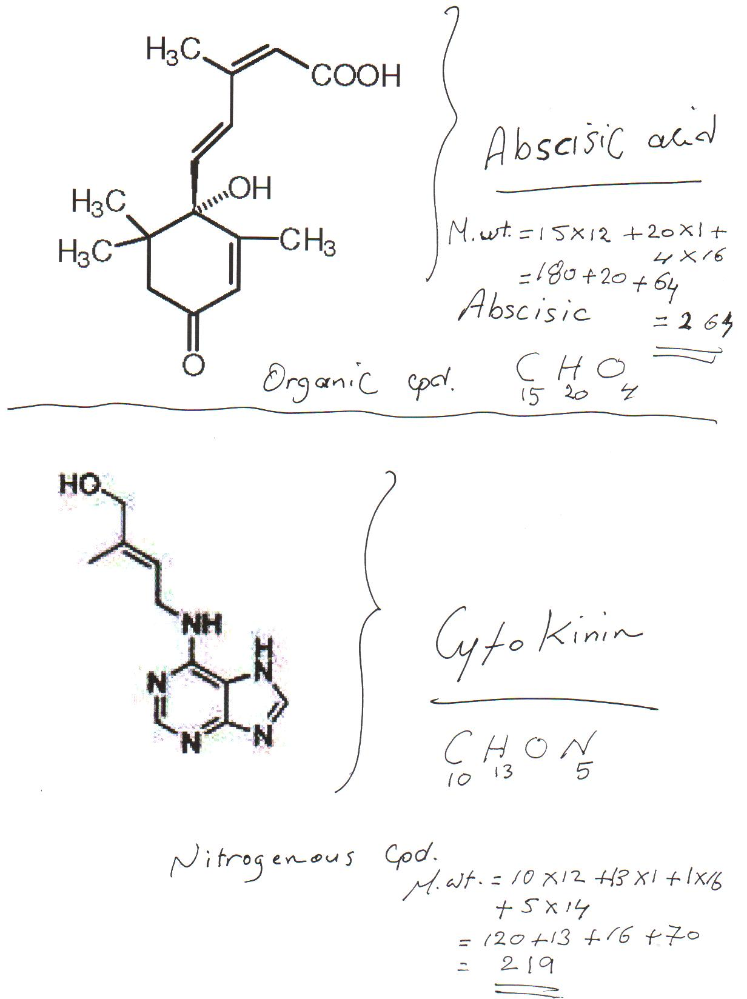 H3C
COOH
OH
H3C
H3C
CH3
O
Abscisic acid
M.wt. = 15 × 12 + 20 × 1 +
4 × 16
= 180 + 20 + 64
Abscisic
= 264
Organic cpd.
C15 H20 O4
HO
NH
H
N
N
N
N
Cytokinin
C10 H13 O N5
Nitrogenous Cpd.
M.wt. = 10 × 12 + 13 × 1 + 1 × 16
+ 5 × 14
= 120 + 13 + 16 + 70
= 219